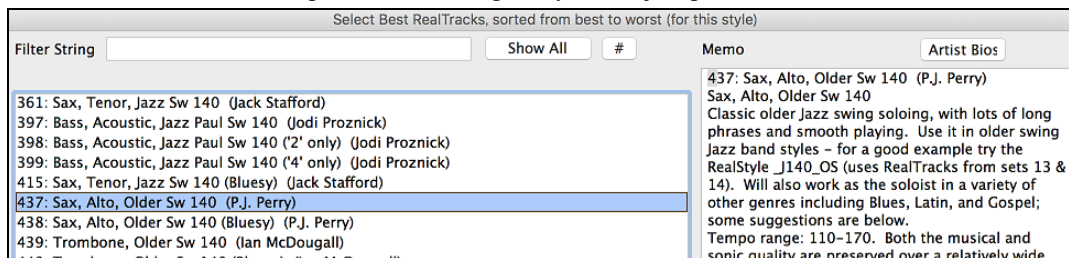 Select Best RealTracks, sorted from best to worst (for this style)
Filter String
Show All
#
Memo
Artist Bios
361: Sax, Tenor, Jazz Sw 140 (Jack Stafford)
397: Bass, Acoustic, Jazz Paul Sw 140 (Jodi Proznick)
398: Bass, Acoustic, Jazz Paul Sw 140 ('2' only) (Jodi Proznick)
399: Bass, Acoustic, Jazz Paul Sw 140 ('4' only) (Jodi Proznick)
415: Sax, Tenor, Jazz Sw 140 (Bluesy) (Jack Stafford)
437: Sax, Alto, Older Sw 140 (P.J. Perry)
438: Sax, Alto, Older Sw 140 (Bluesy) (P.J. Perry)
439: Trombone, Older Sw 140 (Ian McDougall)
437: Sax, Alto, Older Sw 140 (P.J. Perry)
Sax, Alto, Older Sw 140
Classic older Jazz swing soloing, with lots of long
phrases and smooth playing. Use it in older swing
Jazz band styles – for a good example try the
RealStyle _J140_OS (uses RealTracks from sets 13 &
14). Will also work as the soloist in a variety of
other genres including Blues, Latin, and Gospel;
some suggestions are below.
Tempo range: 110-170. Both the musical and
sonic quality are preserved over a relatively wide